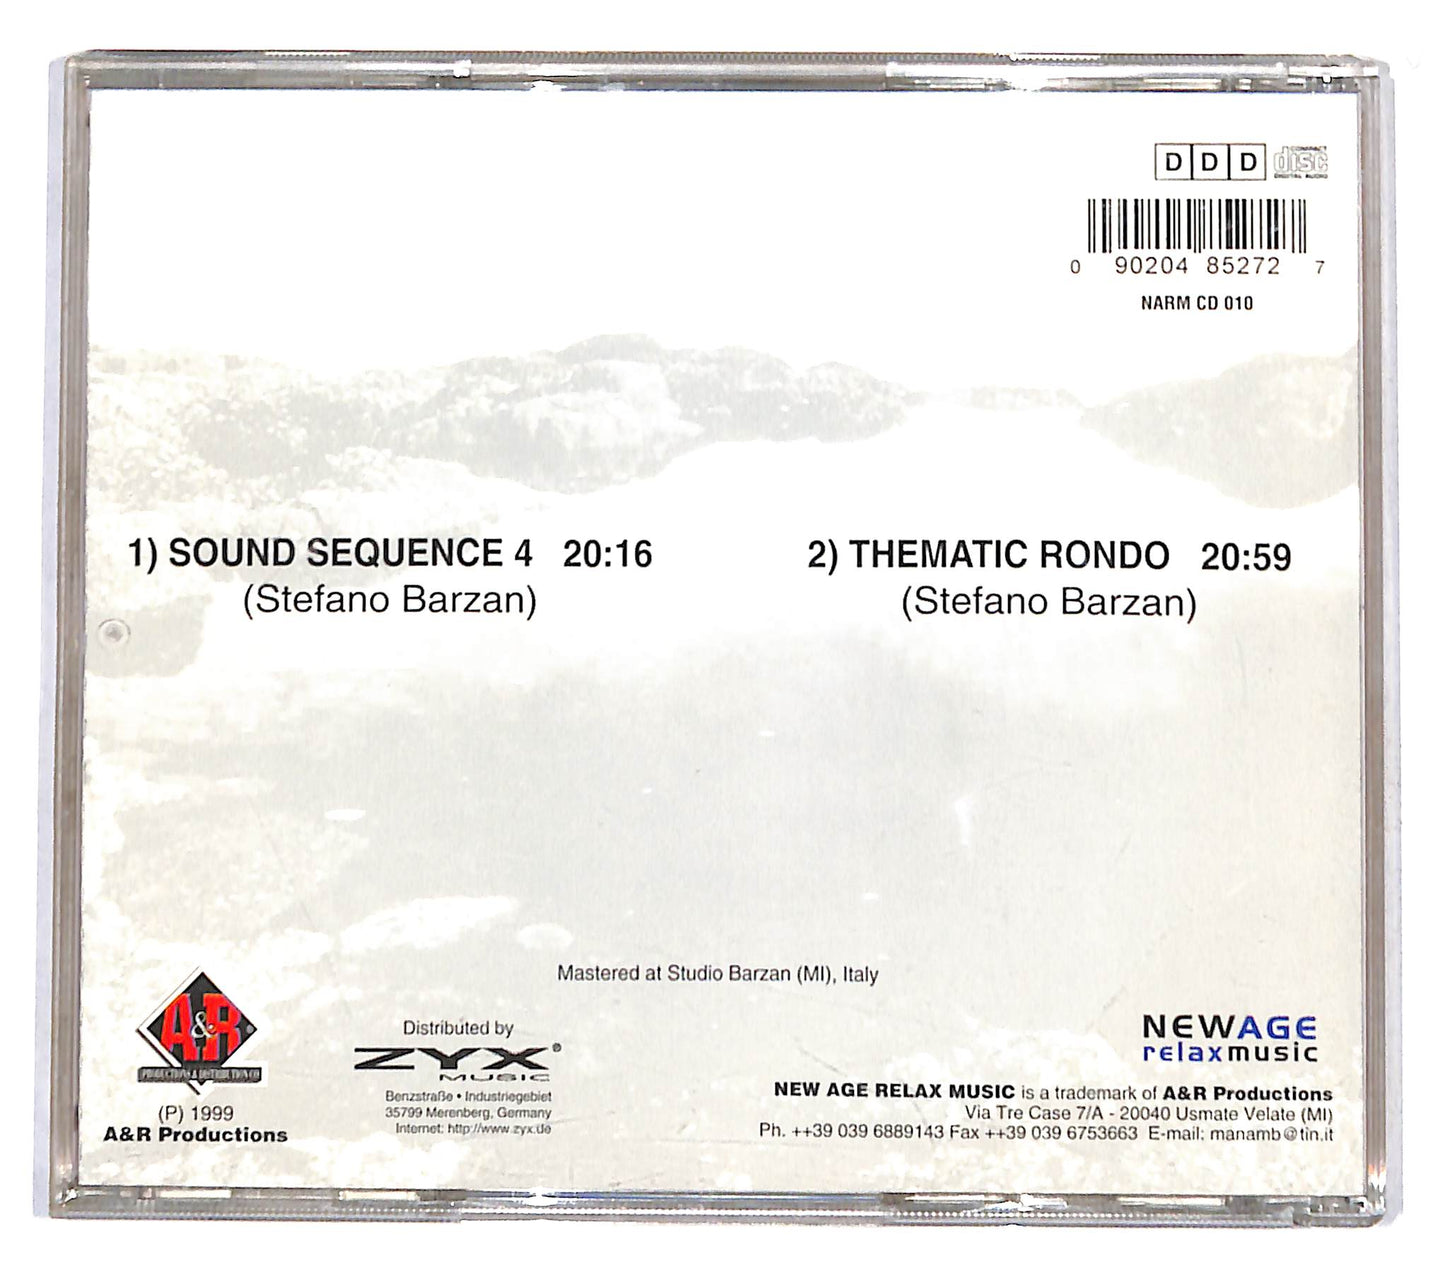 D D D COMPACT disc DIGITAL AUDIO
0 90204 85272 7
NARM CD 010
1) SOUND SEQUENCE 4 20:16
(Stefano Barzan)
2) THEMATIC RONDO 20:59
(Stefano Barzan)
Mastered at Studio Barzan (MI), Italy
A&R®
PRODUCTIONS & DISTRIBUTION CO
(P) 1999
A&R Productions
Distributed by
ZYX®
MUSIC
Benzstraße • Industriegebiet
35799 Merenberg, Germany
Internet: http://www.zyx.de
NEWAGE
relaxmusic
NEW AGE RELAX MUSIC is a trademark of A&R Productions
Via Tre Case 7/A - 20040 Usmate Velate (MI)
Ph. ++39 039 6889143 Fax ++39 039 6753663 E-mail: manamb@tin.it